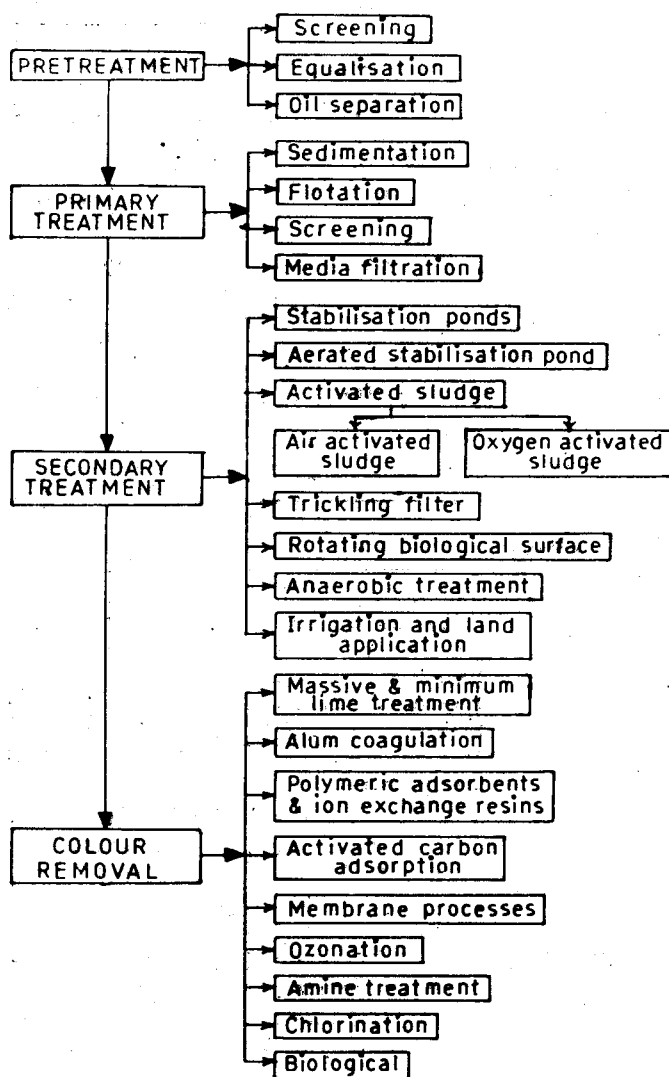 Screening
PRETREATMENT
Equalisation
Oil separation
Sedimentation
PRIMARY
TREATMENT
Flotation
Screening
Media filtration
Stabilisation ponds
Aerated stabilisation pond
Activated sludge
Air activated
sludge
Oxygen activated
sludge
SECONDARY
TREATMENT
Trickling filter
Rotating biological surface
Anaerobic treatment
Irrigation and land
application
Massive & minimum
lime treatment
Alum coagulation
Polymeric adsorbents
& ion exchange resins
COLOUR
REMOVAL
Activated carbon
adsorption
Membrane processes
Ozonation
Amine treatment
Chlorination
Biological